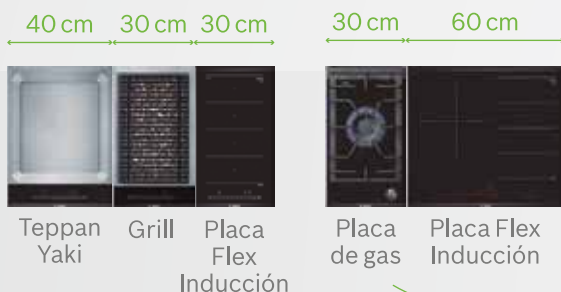 40 cm 30 cm 30 cm 30 cm 60 cm
Teppan Yaki
Grill
Placa Flex Inducción
Placa de gas
Placa Flex Inducción